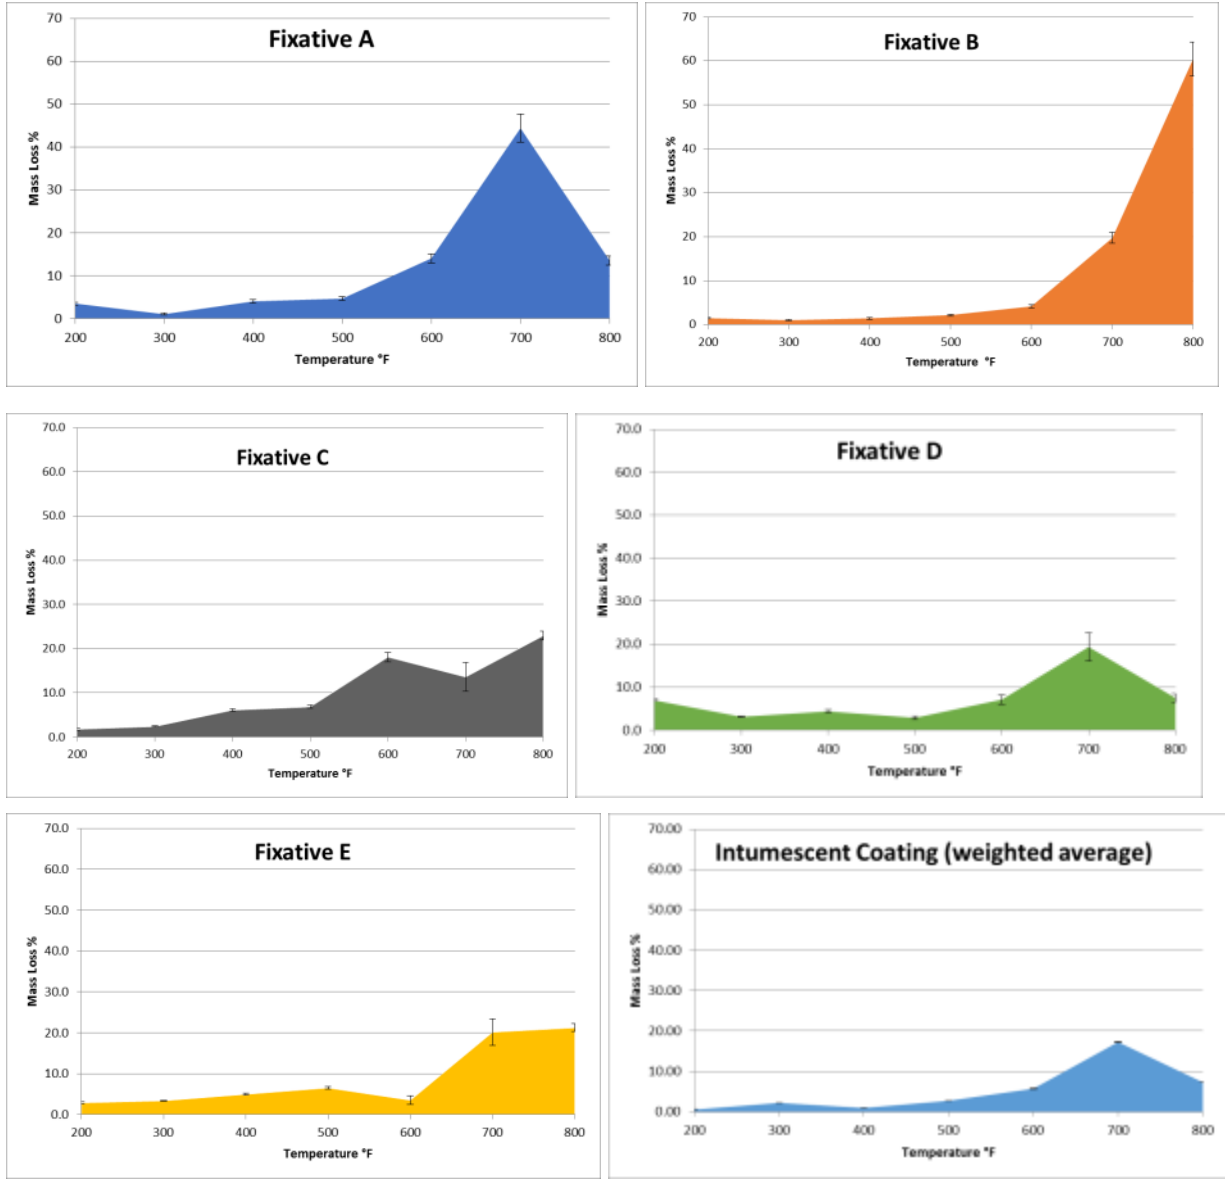 Fixative A
Mass Loss %
70
60
50
40
30
20
10
0
200 300 400 500 600 700 800
Temperature °F
Fixative B
Mass Loss %
70
60
50
40
30
20
10
0
200 300 400 500 600 700 800
Temperature °F
Fixative C
Mass Loss %
70.0
60.0
50.0
40.0
30.0
20.0
10.0
0.0
200 300 400 500 600 700 800
Temperature °F
Fixative D
Mass Loss %
70.0
60.0
50.0
40.0
30.0
20.0
10.0
0.0
200 300 400 500 600 700 800
Temperature °F
Fixative E
Mass Loss %
70.0
60.0
50.0
40.0
30.0
20.0
10.0
0.0
200 300 400 500 600 700 800
Temperature °F
Intumescent Coating (weighted average)
Mass Loss %
70.00
60.00
50.00
40.00
30.00
20.00
10.00
0.00
200 300 400 500 600 700 800
Temperature °F